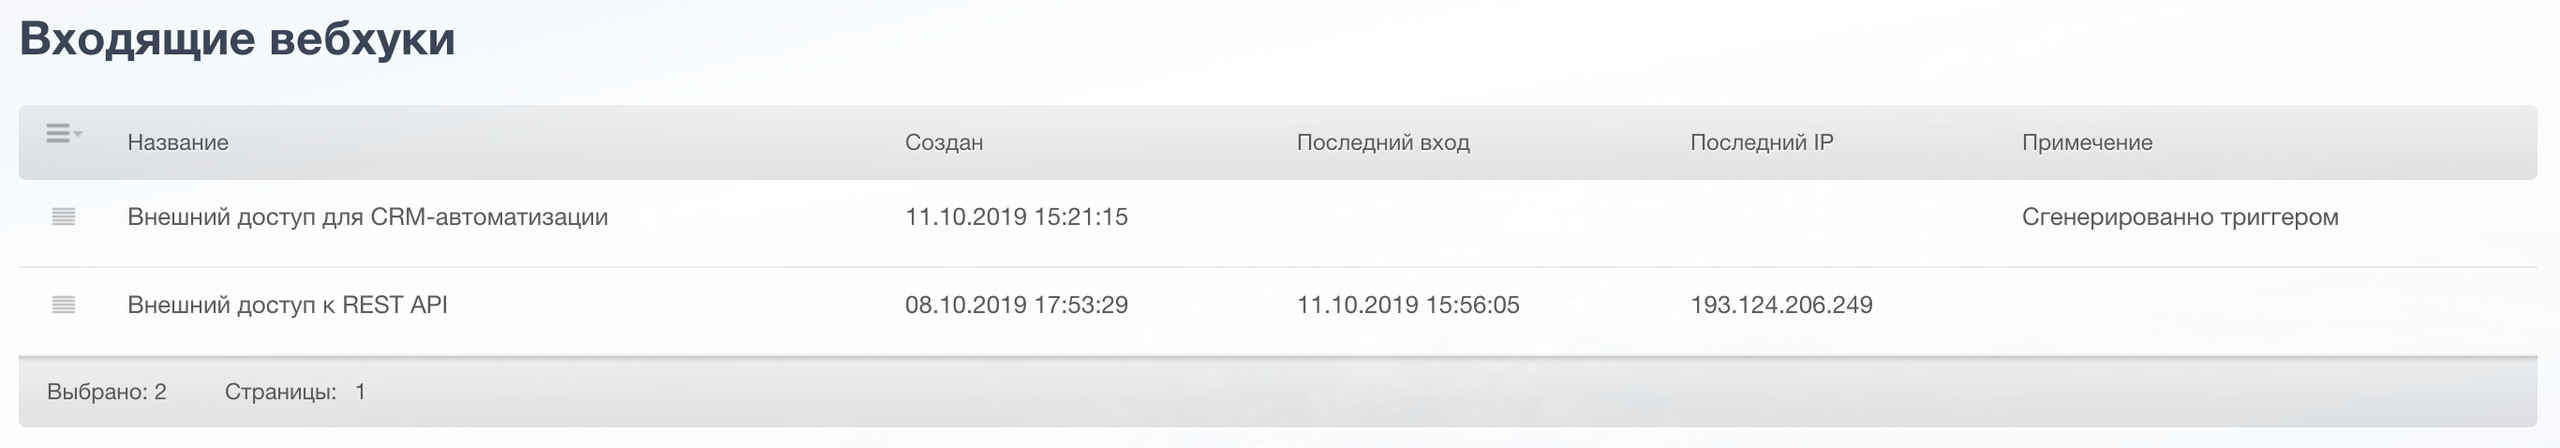 Входящие вебхуки
Название Создан Последний вход Последний IP Примечение
Внешний доступ для CRM-автоматизации 11.10.2019 15:21:15 Сгенерированно триггером
Внешний доступ к REST API 08.10.2019 17:53:29 11.10.2019 15:56:05 193.124.206.249
Выбрано: 2 Страницы: 1